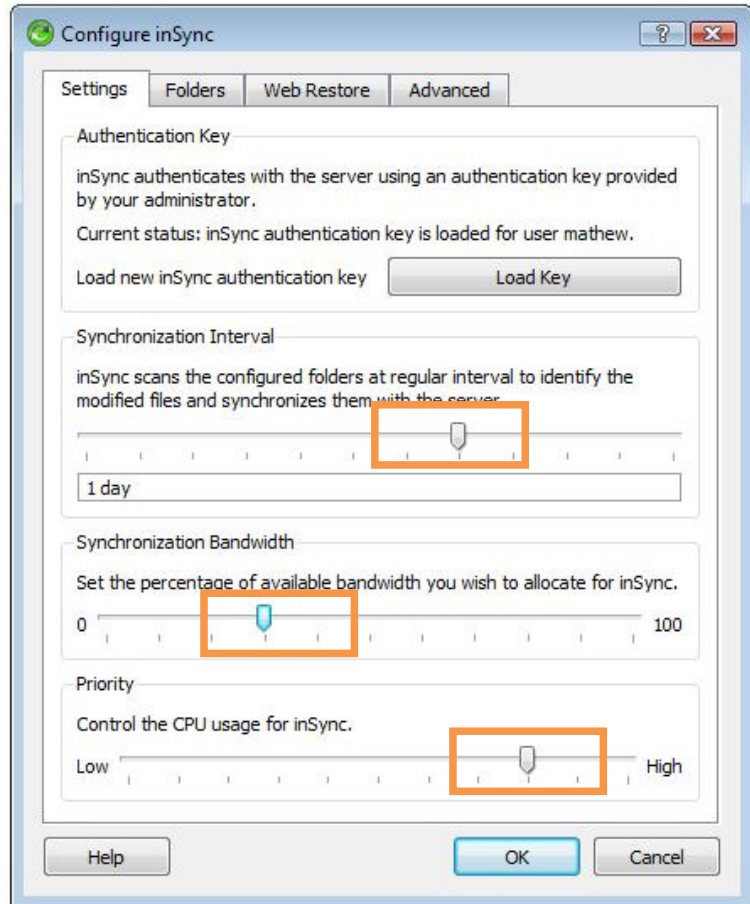 Configure inSync
Settings Folders Web Restore Advanced
Authentication Key
inSync authenticates with the server using an authentication key provided
by your administrator.
Current status: inSync authentication key is loaded for user mathew.
Load new inSync authentication key Load Key
Synchronization Interval
inSync scans the configured folders at regular interval to identify the
modified files and synchronizes them with the server.
1 day
Synchronization Bandwidth
Set the percentage of available bandwidth you wish to allocate for inSync.
0 100
Priority
Control the CPU usage for inSync.
Low High
Help OK Cancel